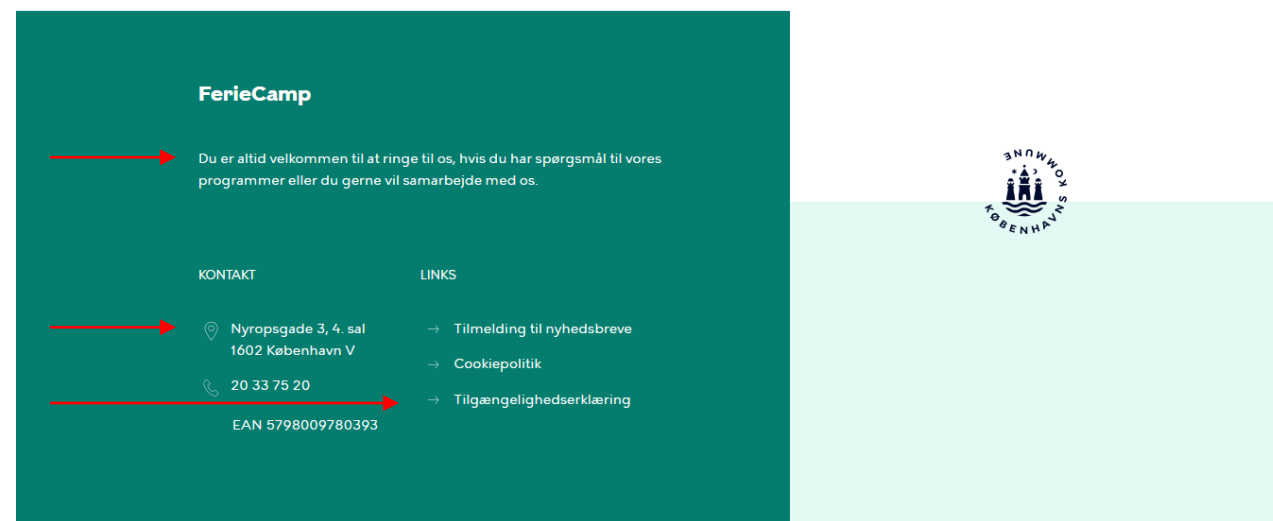 FerieCamp
Du er altid velkommen til at ringe til os, hvis du har spørgsmål til vores
programmer eller du gerne vil samarbejde med os.
KONTAKT
Nyropsgade 3, 4. sal
1602 København V
20 33 75 20
EAN 5798009780393
LINKS
Tilmelding til nyhedsbreve
Cookiepolitik
Tilgængelighedserklæring
KØBENHAVNS KOMMUNE